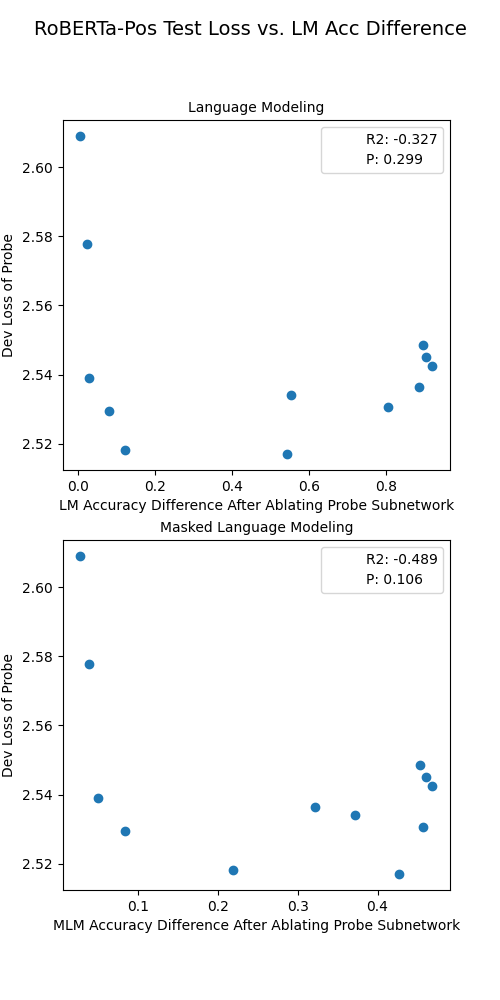 RoBERTa-Pos Test Loss vs. LM Acc Difference
Language Modeling
R2: -0.327
P: 0.299
2.60
2.58
2.56
2.54
2.52
Dev Loss of Probe
0.0 0.2 0.4 0.6 0.8
LM Accuracy Difference After Ablating Probe Subnetwork
Masked Language Modeling
R2: -0.489
P: 0.106
2.60
2.58
2.56
2.54
2.52
Dev Loss of Probe
0.1 0.2 0.3 0.4
MLM Accuracy Difference After Ablating Probe Subnetwork